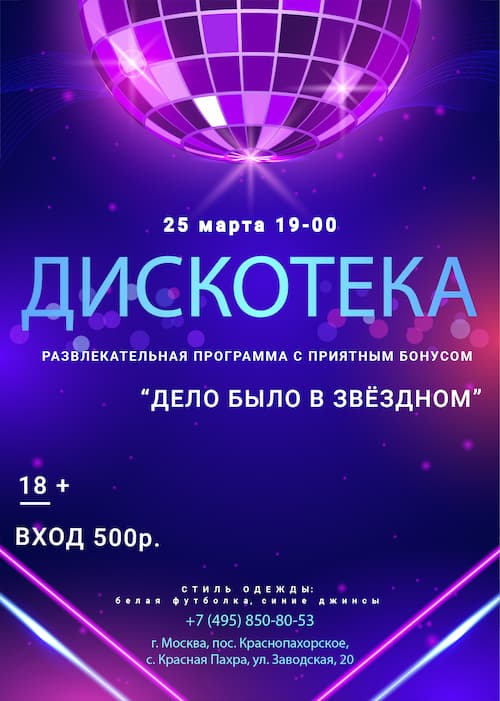 25 марта 19-00
ДИСКОТЕКА
РАЗВЛЕКАТЕЛЬНАЯ ПРОГРАММА С ПРИЯТНЫМ БОНУСОМ
“ДЕЛО БЫЛО В ЗВЁЗДНОМ”
18 +
ВХОД 500р.
СТИЛЬ ОДЕЖДЫ:
белая футболка, синие джинсы
+7 (495) 850-80-53
г. Москва, пос. Краснопахорское,
с. Красная Пахра, ул. Заводская, 20